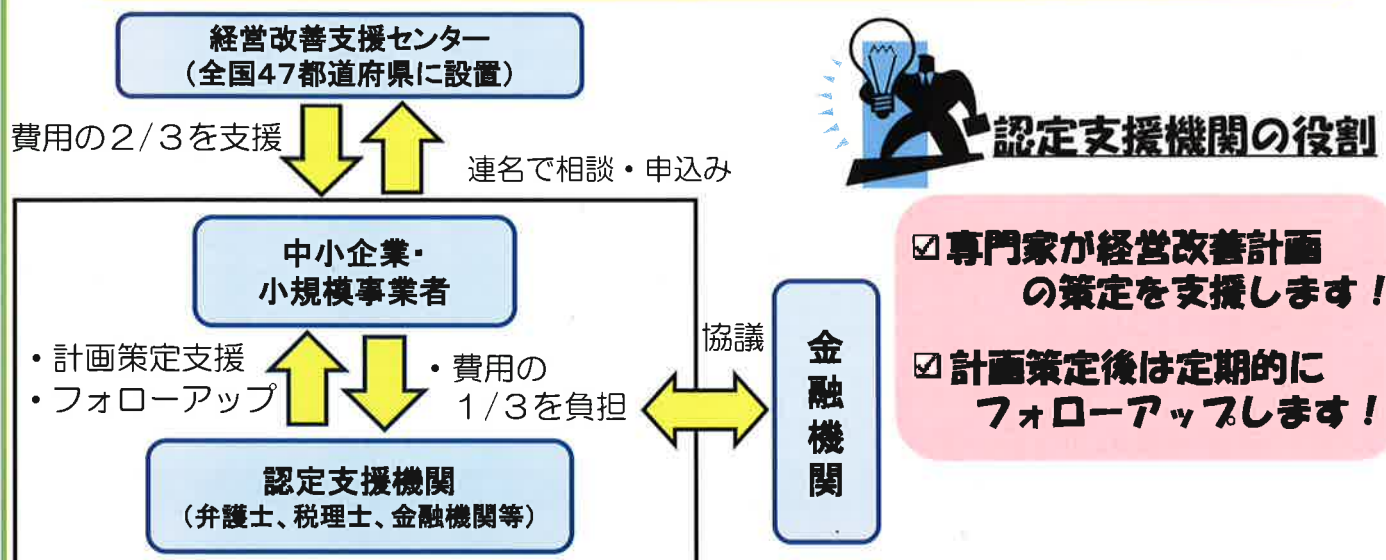 経営改善支援センター
(全国47都道府県に設置)
費用の2/3を支援
連名で相談・申込み
認定支援機関の役割
中小企業・
小規模事業者
☑専門家が経営改善計画
の策定を支援します!
・計画策定支援
・フォローアップ
・費用の
1/3を負担
協議
金融機関
☑計画策定後は定期的に
フォローアップします!
認定支援機関
(弁護士、税理士、金融機関等)